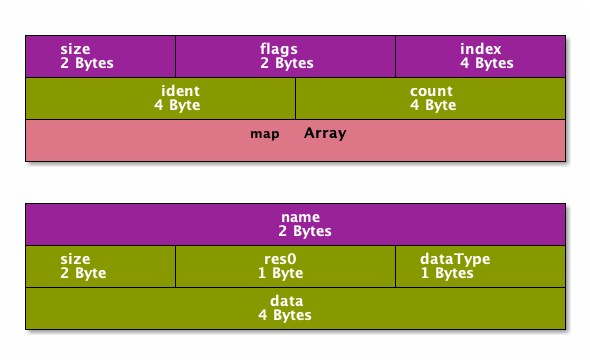 size flags index
2 Bytes 2 Bytes 4 Bytes
ident count
4 Byte 4 Byte
map Array
name
2 Bytes
size res0 dataType
2 Byte 1 Byte 1 Bytes
data
4 Bytes